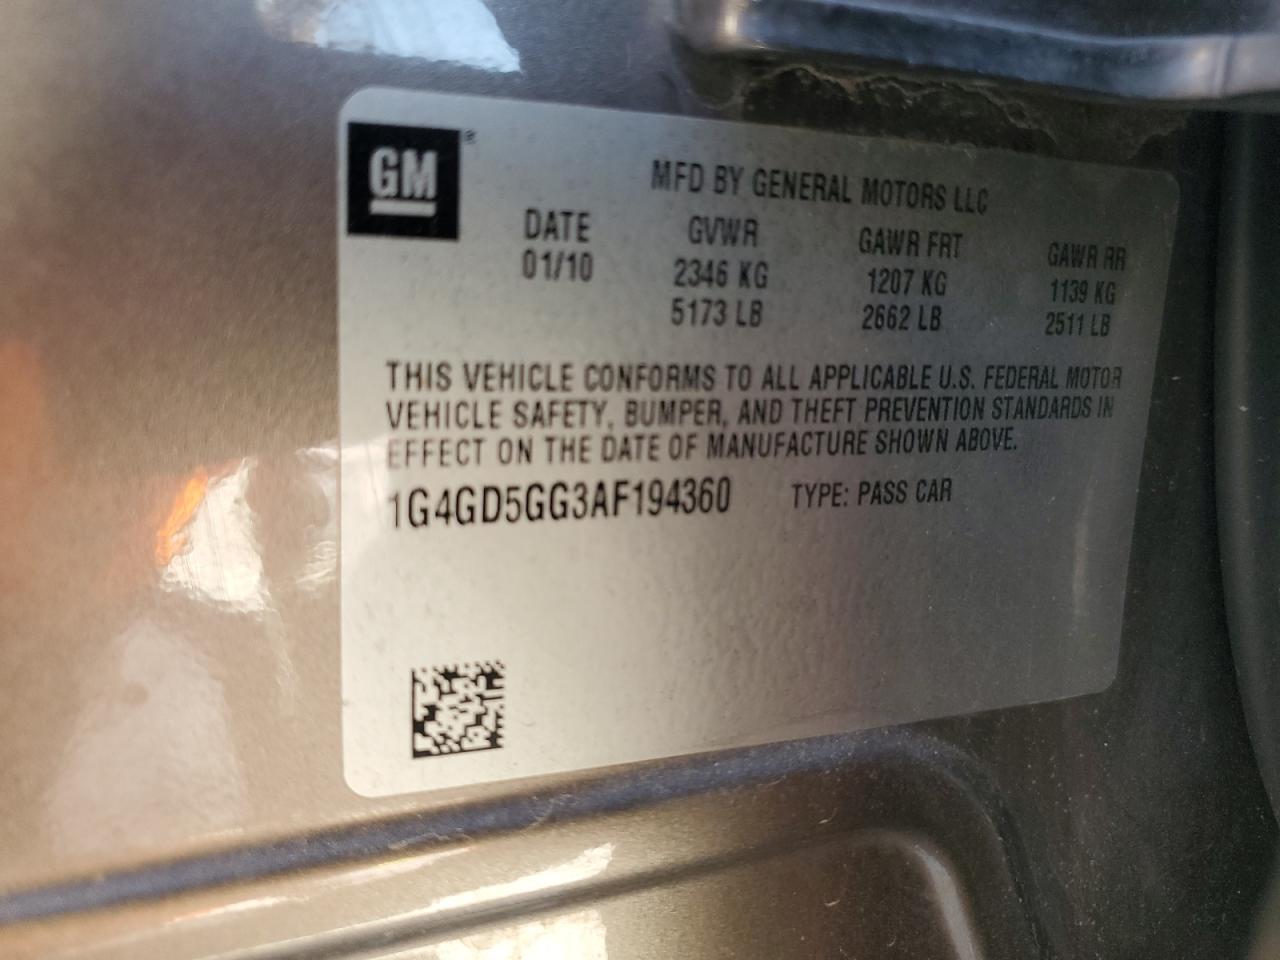 GM®
MFD BY GENERAL MOTORS LLC
DATE GVWR GAWR FRT GAWR RR
01/10 2346 KG 1207 KG 1139 KG
5173 LB 2662 LB 2511 LB
THIS VEHICLE CONFORMS TO ALL APPLICABLE U.S. FEDERAL MOTOR
VEHICLE SAFETY, BUMPER, AND THEFT PREVENTION STANDARDS IN
EFFECT ON THE DATE OF MANUFACTURE SHOWN ABOVE.
1G4GD5GG3AF194360 TYPE: PASS CAR